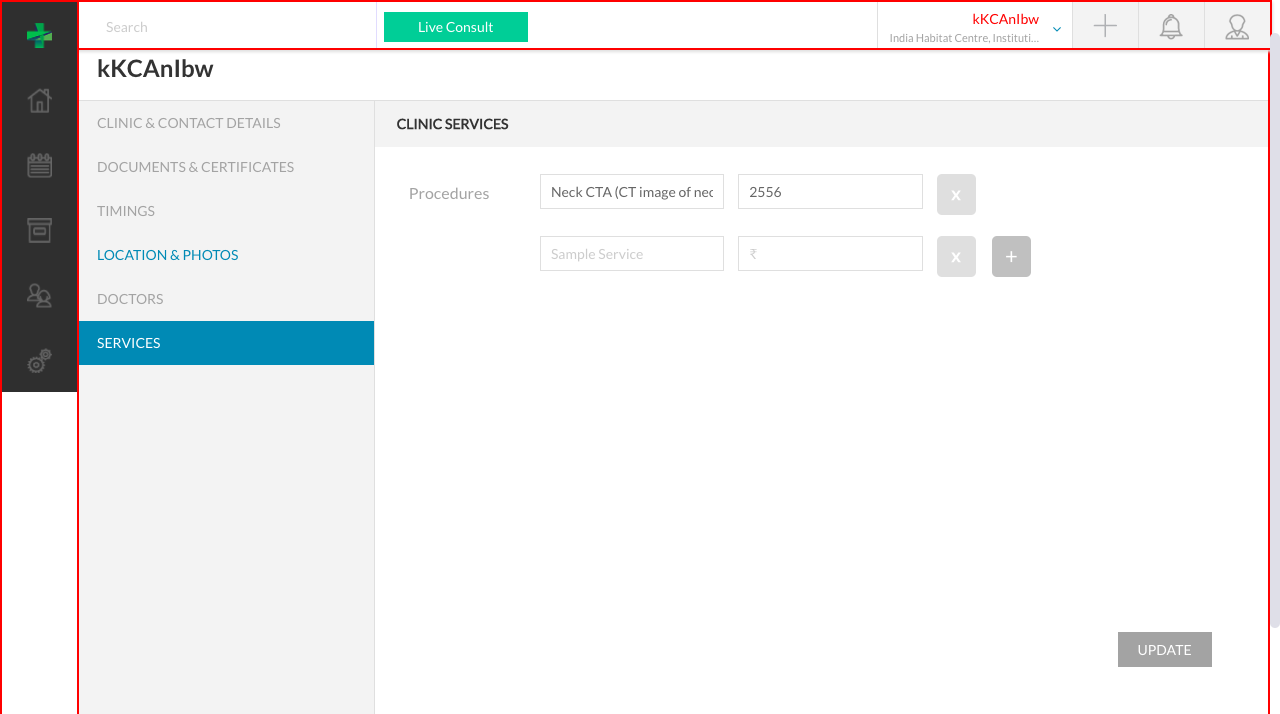 Search
Live Consult
kKCAnIbw
India Habitat Centre, Instituti...
kKCAnIbw
CLINIC & CONTACT DETAILS
DOCUMENTS & CERTIFICATES
TIMINGS
LOCATION & PHOTOS
DOCTORS
SERVICES
CLINIC SERVICES
Procedures
Neck CTA (CT image of nec
2556
x
Sample Service
₹
x
+
UPDATE